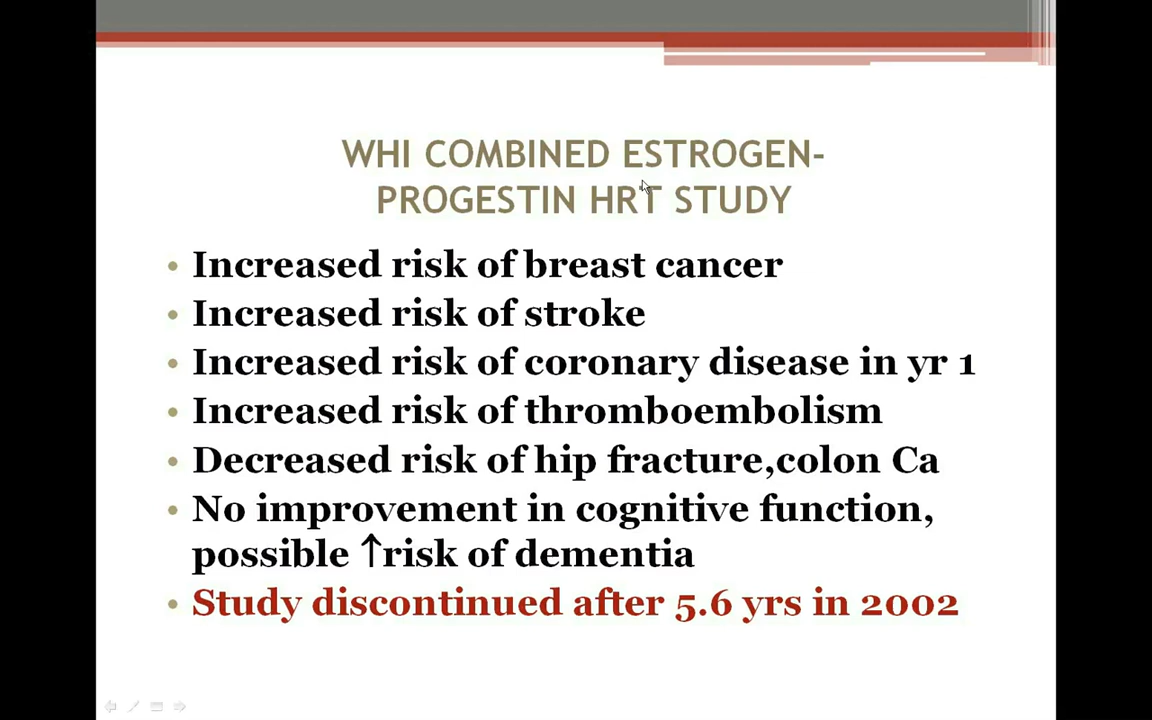 WHI COMBINED ESTROGEN-
PROGESTIN HRT STUDY
• Increased risk of breast cancer
• Increased risk of stroke
• Increased risk of coronary disease in yr 1
• Increased risk of thromboembolism
• Decreased risk of hip fracture,colon Ca
• No improvement in cognitive function,
possible ↑risk of dementia
• Study discontinued after 5.6 yrs in 2002